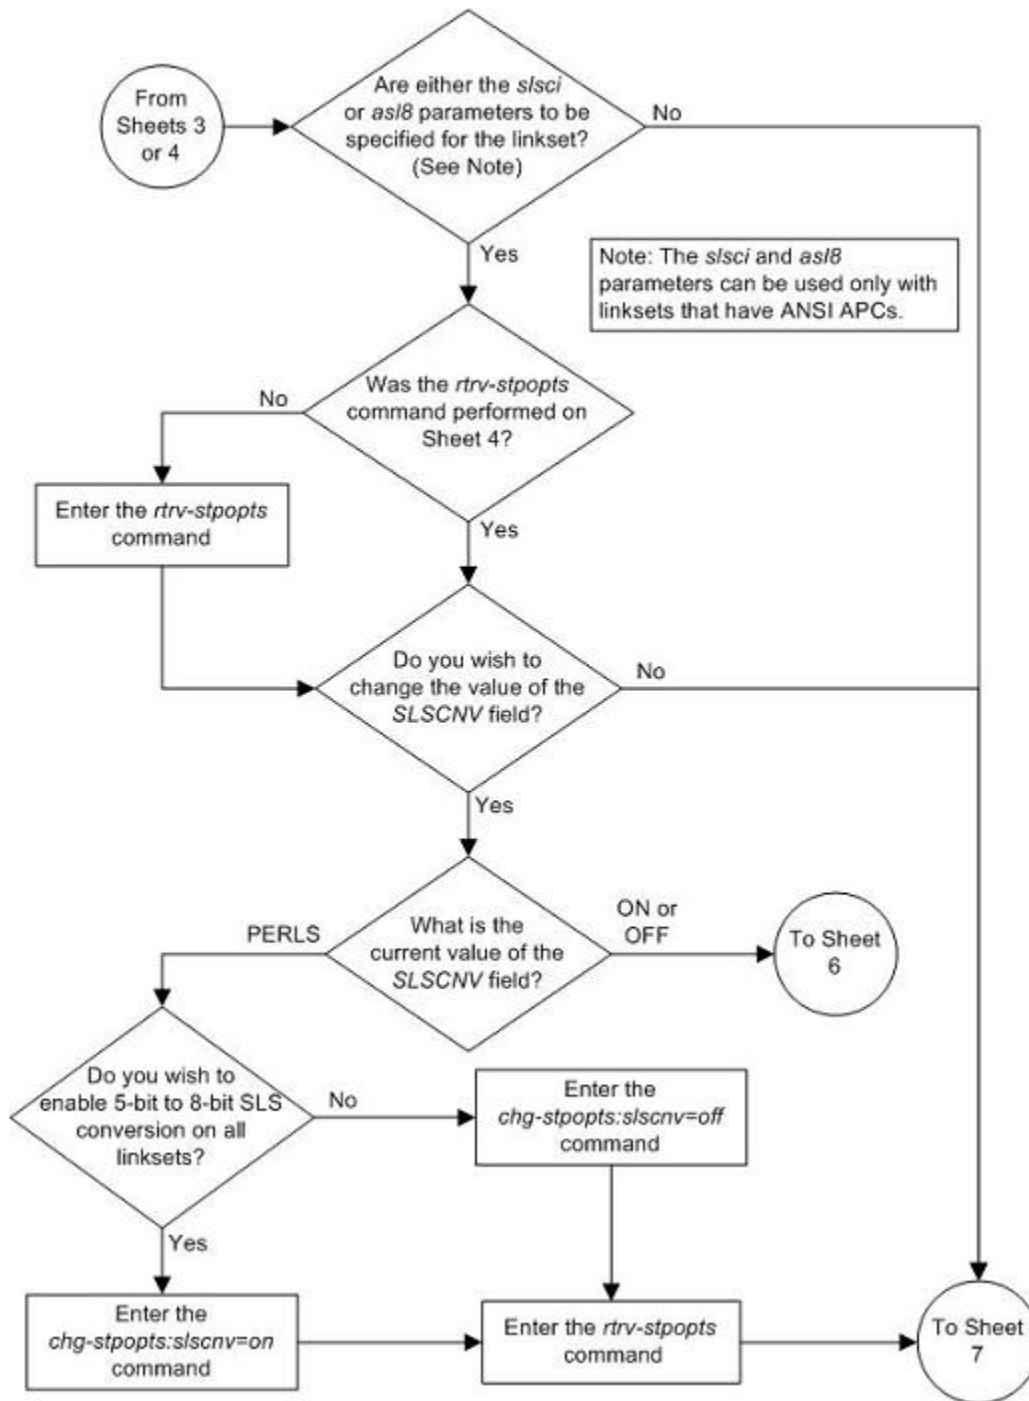 From
Sheets 3
or 4
Are either the slsci
or asl8 parameters to be
specified for the linkset?
(See Note)
No
Yes
Note: The slsci and asl8
parameters can be used only with
linksets that have ANSI APCs.
Was the rtrv-stpopts
command performed on
Sheet 4?
No
Enter the rtrv-stpopts
command
Yes
Do you wish to
change the value of the
SLSCNV field?
No
Yes
What is the
current value of the
SLSCNV field?
PERLS
ON or
OFF
To Sheet
6
Do you wish to
enable 5-bit to 8-bit SLS
conversion on all
linksets?
No
Enter the
chg-stpopts:slscnv=off
command
Yes
Enter the
chg-stpopts:slscnv=on
command
Enter the rtrv-stpopts
command
To Sheet
7